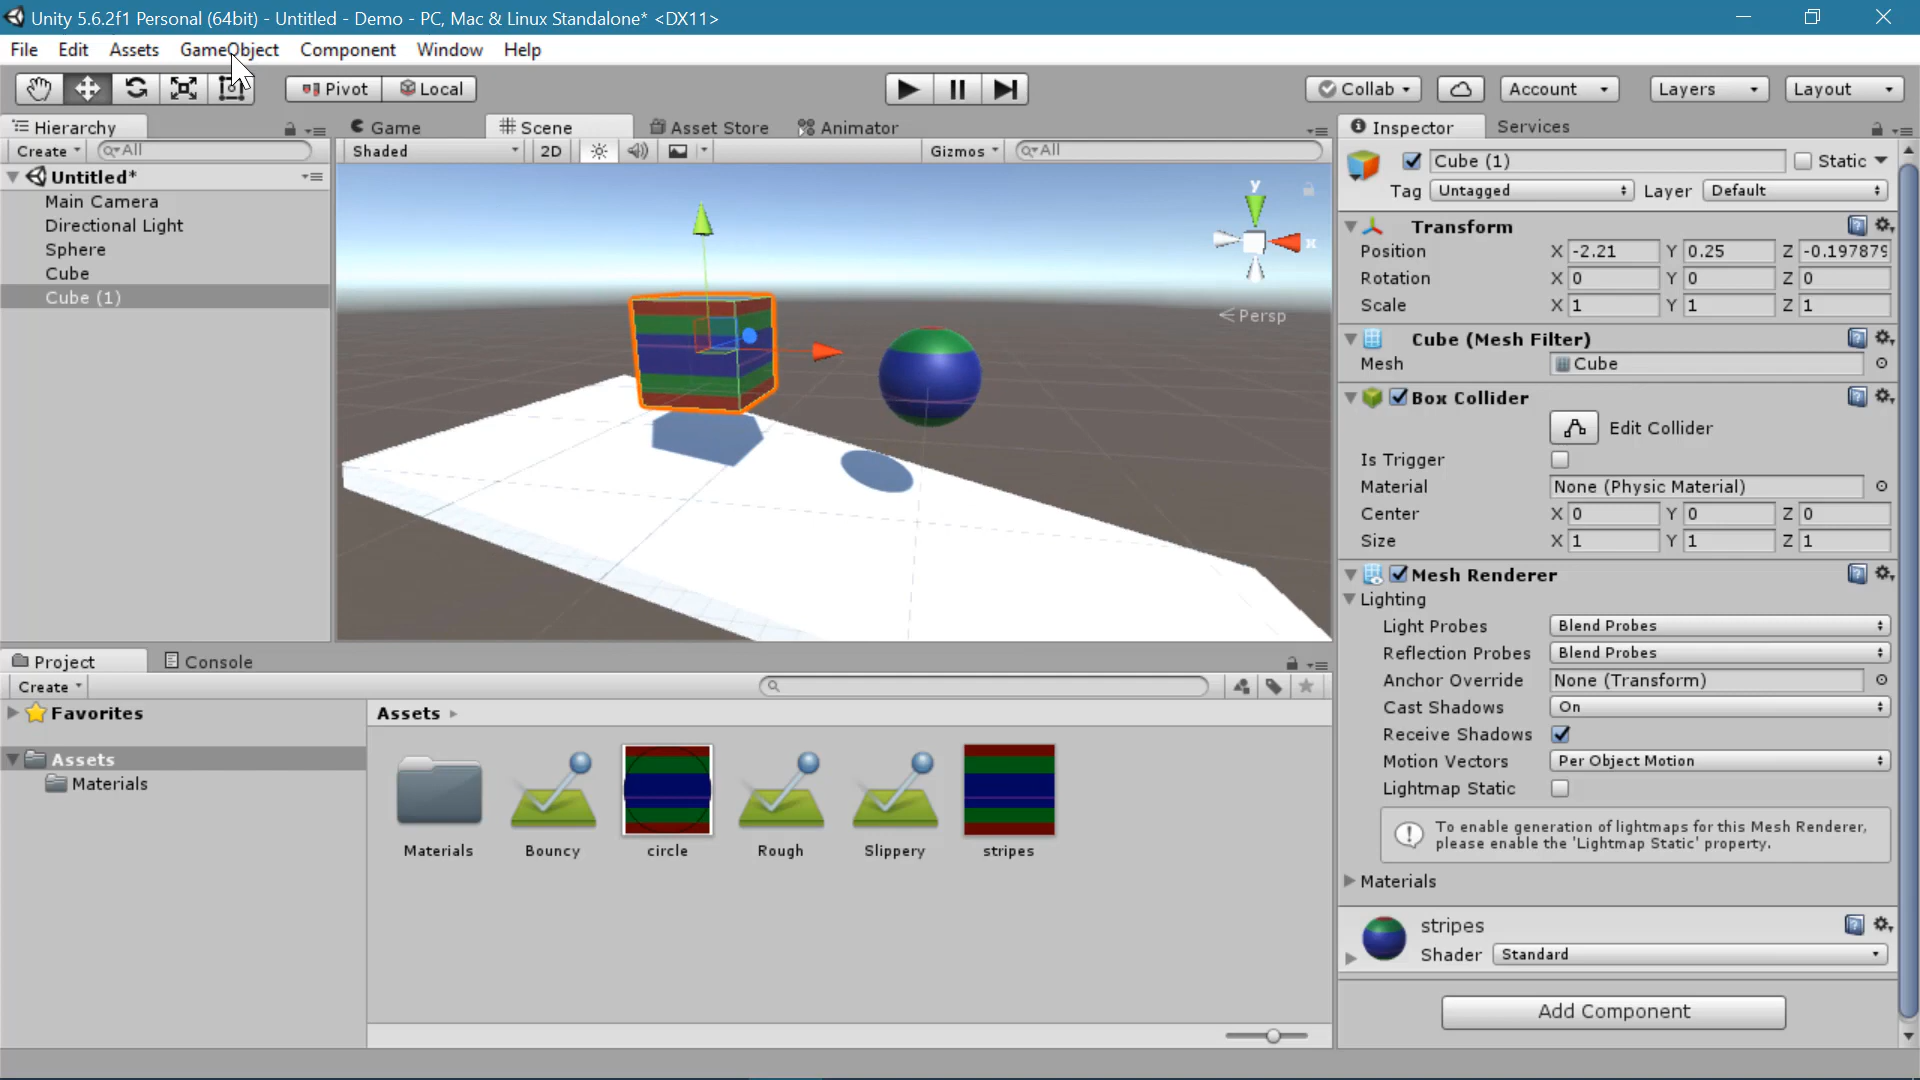 Unity 5.6.2f1 Personal (64bit) - Untitled - Demo - PC, Mac & Linux Standalone* <DX11>
File Edit Assets GameObject Component Window Help
Pivot Local Collab Account Layers Layout
Hierarchy
Create All
Untitled*
Main Camera
Directional Light
Sphere
Cube
Cube (1)
Game Scene Asset Store Animator
Shaded 2D Gizmos All
y
x
Persp
Project Console
Create
Favorites
Assets
Materials
Assets
Materials Bouncy circle Rough Slippery stripes
Inspector Services
Cube (1) Static
Tag Untagged Layer Default
Transform
Position X -2.21 Y 0.25 Z -0.197879
Rotation X 0 Y 0 Z 0
Scale X 1 Y 1 Z 1
Cube (Mesh Filter)
Mesh Cube
Box Collider
Edit Collider
Is Trigger
Material None (Physic Material)
Center X 0 Y 0 Z 0
Size X 1 Y 1 Z 1
Mesh Renderer
Lighting
Light Probes Blend Probes
Reflection Probes Blend Probes
Anchor Override None (Transform)
Cast Shadows On
Receive Shadows
Motion Vectors Per Object Motion
Lightmap Static
To enable generation of lightmaps for this Mesh Renderer,
please enable the 'Lightmap Static' property.
Materials
stripes
Shader Standard
Add Component